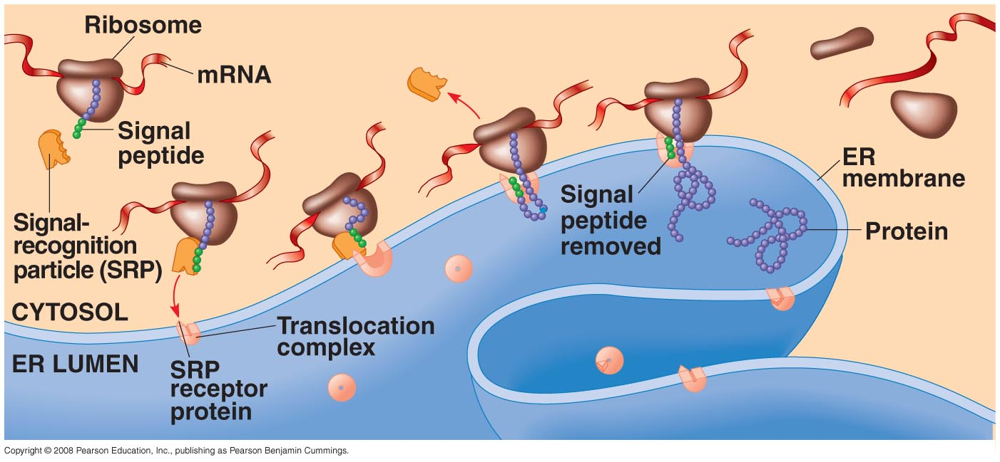 Ribosome
mRNA
Signal
peptide
Signal-
recognition
particle (SRP)
CYTOSOL
ER LUMEN
SRP
receptor
protein
Translocation
complex
Signal
peptide
removed
ER
membrane
Protein
Copyright © 2008 Pearson Education, Inc., publishing as Pearson Benjamin Cummings.